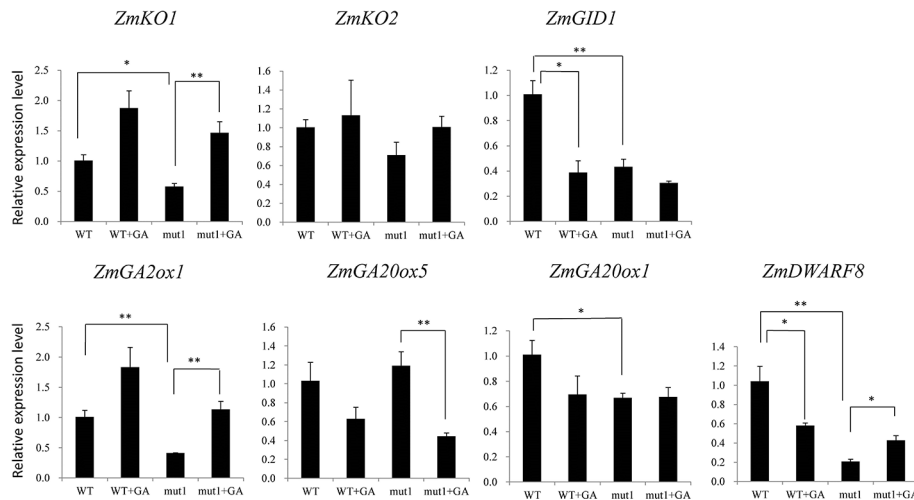 ZmKO1
ZmKO2
ZmGID1
Relative expression level
2.5
2.0
1.5
1.0
0.5
0.0
*
**
WT
WT+GA
mut1
mut1+GA
1.6
1.4
1.2
1.0
0.8
0.6
0.4
0.2
0.0
WT
WT+GA
mut1
mut1+GA
1.2
1.0
0.8
0.6
0.4
0.2
0.0
**
*
WT
WT+GA
mut1
mut1+GA
ZmGA2ox1
ZmGA20ox5
ZmGA20ox1
ZmDWARF8
Relative expression level
2.5
2.0
1.5
1.0
0.5
0.0
**
**
WT
WT+GA
mut1
mut1+GA
1.6
1.4
1.2
1.0
0.8
0.6
0.4
0.2
0.0
**
WT
WT+GA
mut1
mut1+GA
1.2
1.0
0.8
0.6
0.4
0.2
0.0
*
WT
WT+GA
mut1
mut1+GA
1.4
1.2
1.0
0.8
0.6
0.4
0.2
0.0
**
*
*
WT
WT+GA
mut1
mut1+GA